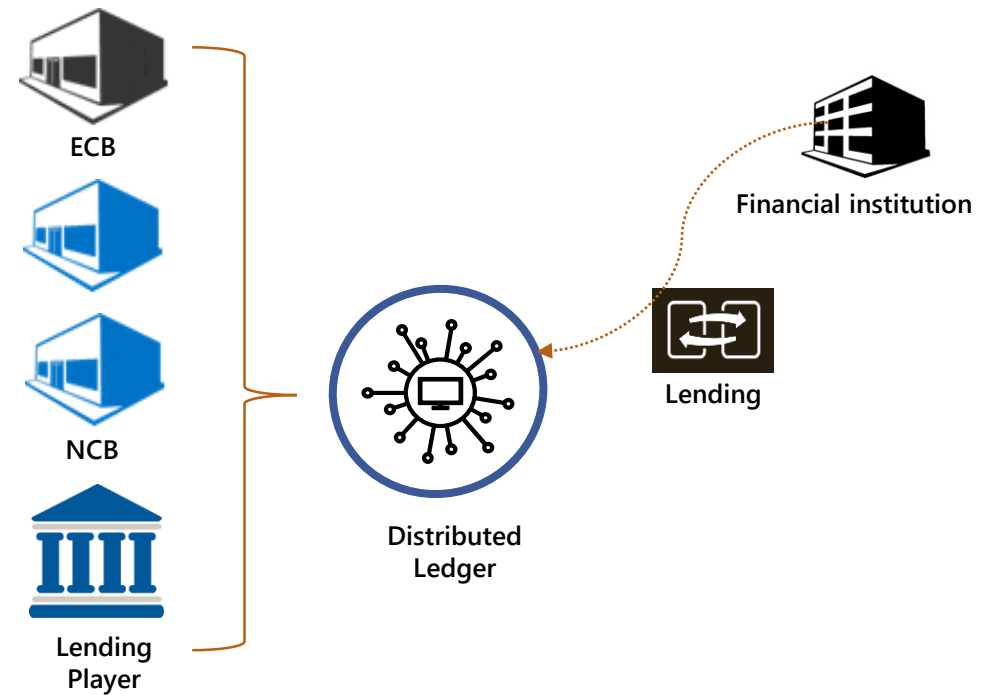 ECB
NCB
Lending
Player
Distributed
Ledger
Financial institution
Lending